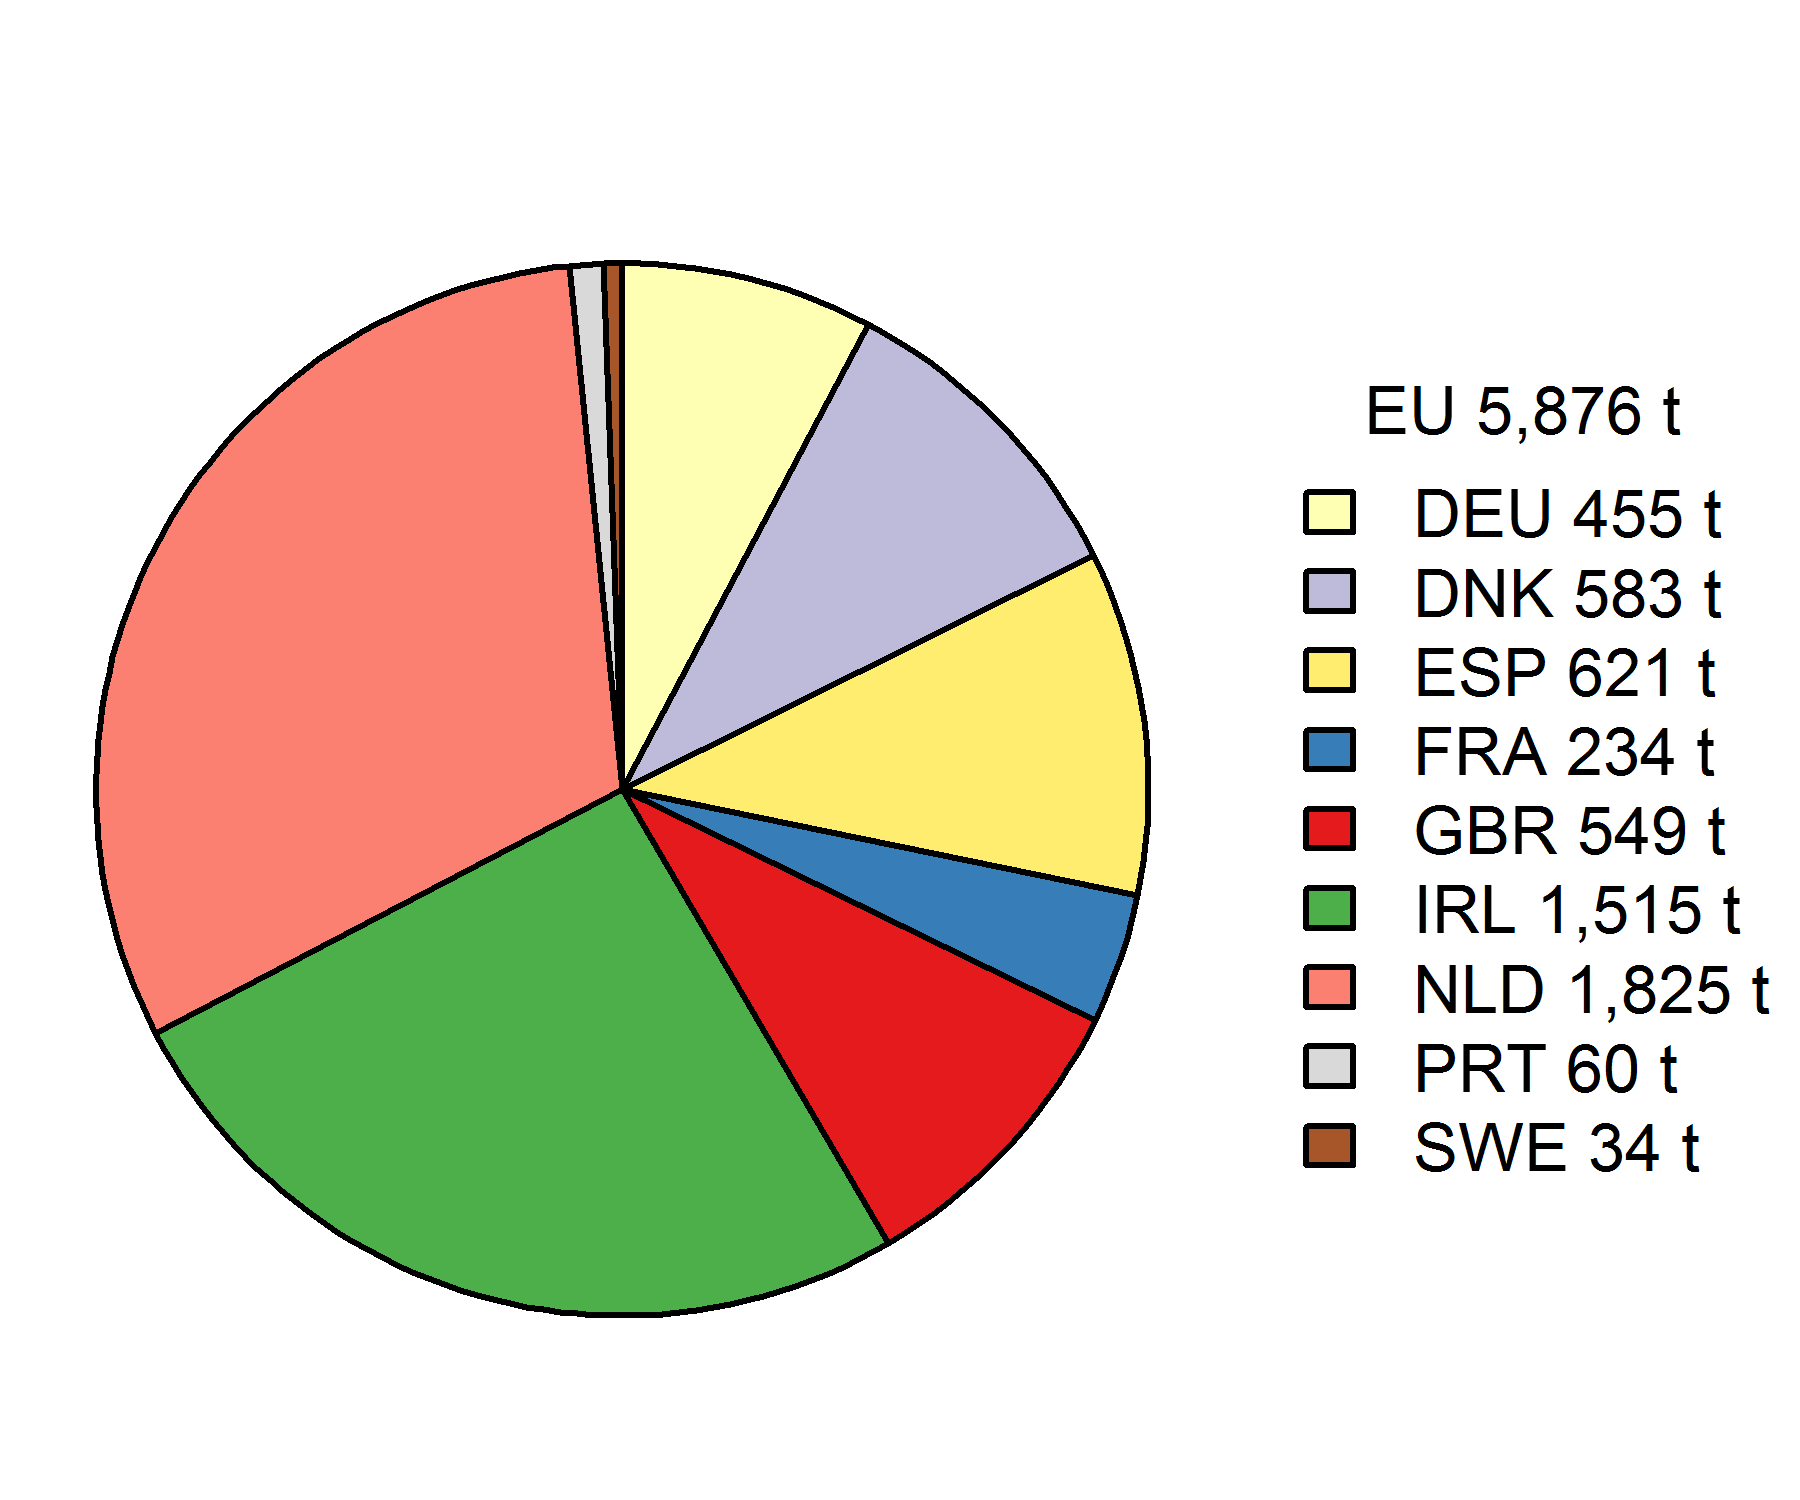 EU 5,876 t
DEU 455 t
DNK 583 t
ESP 621 t
FRA 234 t
GBR 549 t
IRL 1,515 t
NLD 1,825 t
PRT 60 t
SWE 34 t